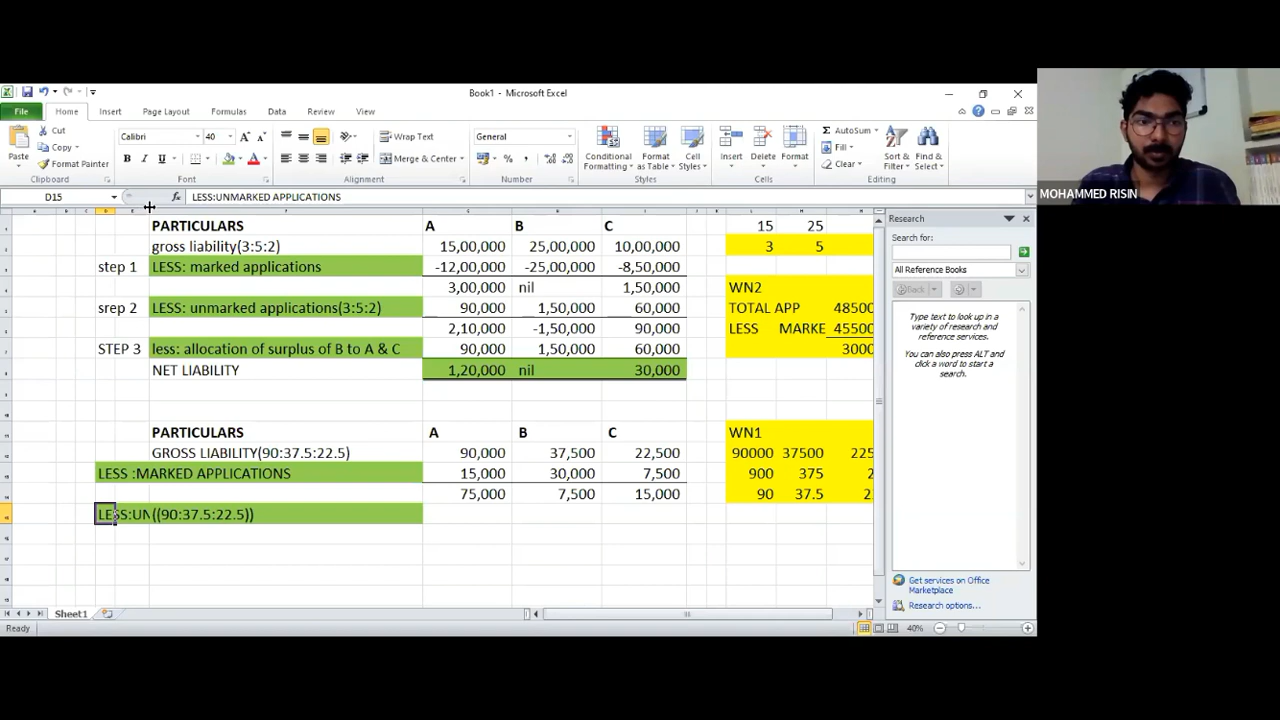 Book1 - Microsoft Excel
File Home Insert Page Layout Formulas Data Review View
Paste Cut Copy Format Painter Clipboard
Calibri 40 Font
Wrap Text Merge & Center Alignment
General Number
Conditional Formatting Format as Table Cell Styles Styles
Insert Delete Format Cells
AutoSum Fill Clear Sort & Filter Find & Select Editing
MOHAMMED RISIN
D15 fx LESS:UNMARKED APPLICATIONS
PARTICULARS A B C 15 25
gross liability(3:5:2) 15,00,000 25,00,000 10,00,000 3 5
step 1 LESS: marked applications -12,00,000 -25,00,000 -8,50,000
3,00,000 nil 1,50,000 WN2
srep 2 LESS: unmarked applications(3:5:2) 90,000 1,50,000 60,000 TOTAL APP 48500
2,10,000 -1,50,000 90,000 LESS MARKE 45500
STEP 3 less: allocation of surplus of B to A & C 90,000 1,50,000 60,000 3000
NET LIABILITY 1,20,000 nil 30,000
PARTICULARS A B C WN1
GROSS LIABILITY(90:37.5:22.5) 90,000 37,500 22,500 90000 37500 225
LESS :MARKED APPLICATIONS 15,000 30,000 7,500 900 375 2
75,000 7,500 15,000 90 37.5 2
LESS:UN((90:37.5:22.5))
Research
Search for:
All Reference Books
Back
Type text to look up in a
variety of research and
reference services.
You can also press ALT and
click a word to start a
search.
Get services on Office
Marketplace
Research options...
Sheet1
Ready 40%